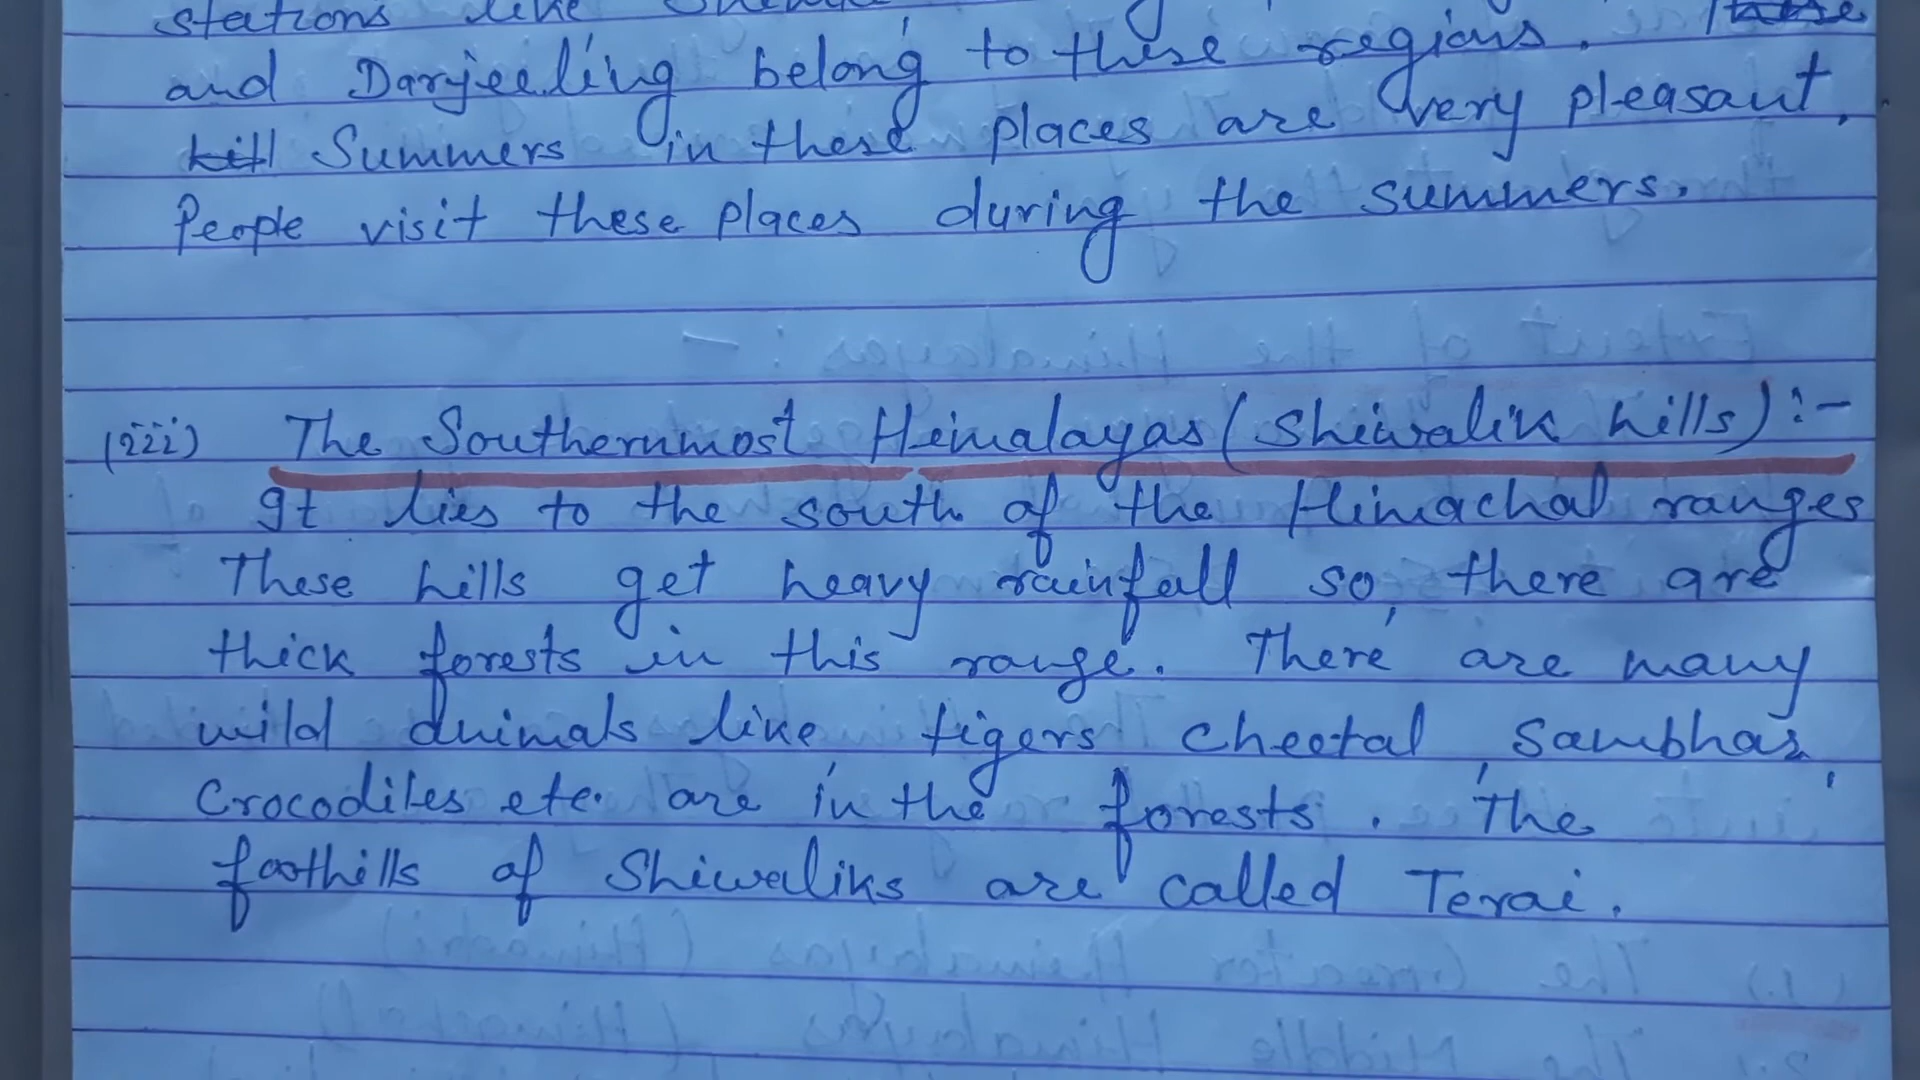 stations like
and Darjeeling belong to these regions.
kill Summers in these places are very pleasant.
People visit these places during the summers.
(iii) The Southernmost Himalayas (Shiwalik hills) :-
It lies to the south of the Himachal ranges
These hills get heavy rainfall so, there are
thick forests in this range. There are many
wild animals like tigers, cheetal, sambhar,
Crocodiles etc. are in the forests. The
foothills of Shiwaliks are called Terai.